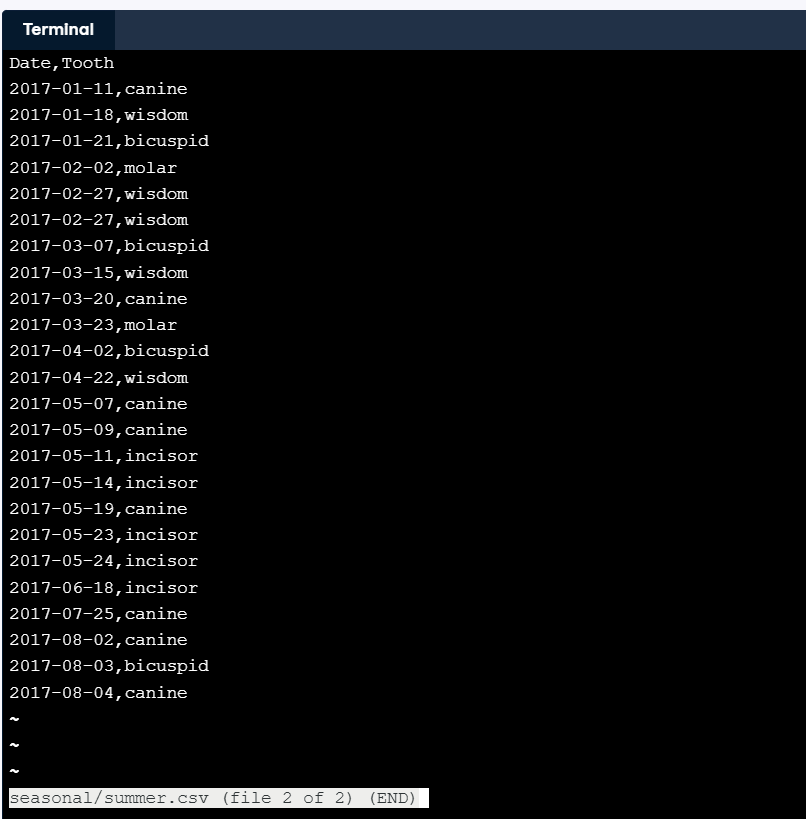 Terminal
Date,Tooth
2017-01-11,canine
2017-01-18,wisdom
2017-01-21,bicuspid
2017-02-02,molar
2017-02-27,wisdom
2017-02-27,wisdom
2017-03-07,bicuspid
2017-03-15,wisdom
2017-03-20,canine
2017-03-23,molar
2017-04-02,bicuspid
2017-04-22,wisdom
2017-05-07,canine
2017-05-09,canine
2017-05-11,incisor
2017-05-14,incisor
2017-05-19,canine
2017-05-23,incisor
2017-05-24,incisor
2017-06-18,incisor
2017-07-25,canine
2017-08-02,canine
2017-08-03,bicuspid
2017-08-04,canine
~
~
~
seasonal/summer.csv (file 2 of 2) (END)